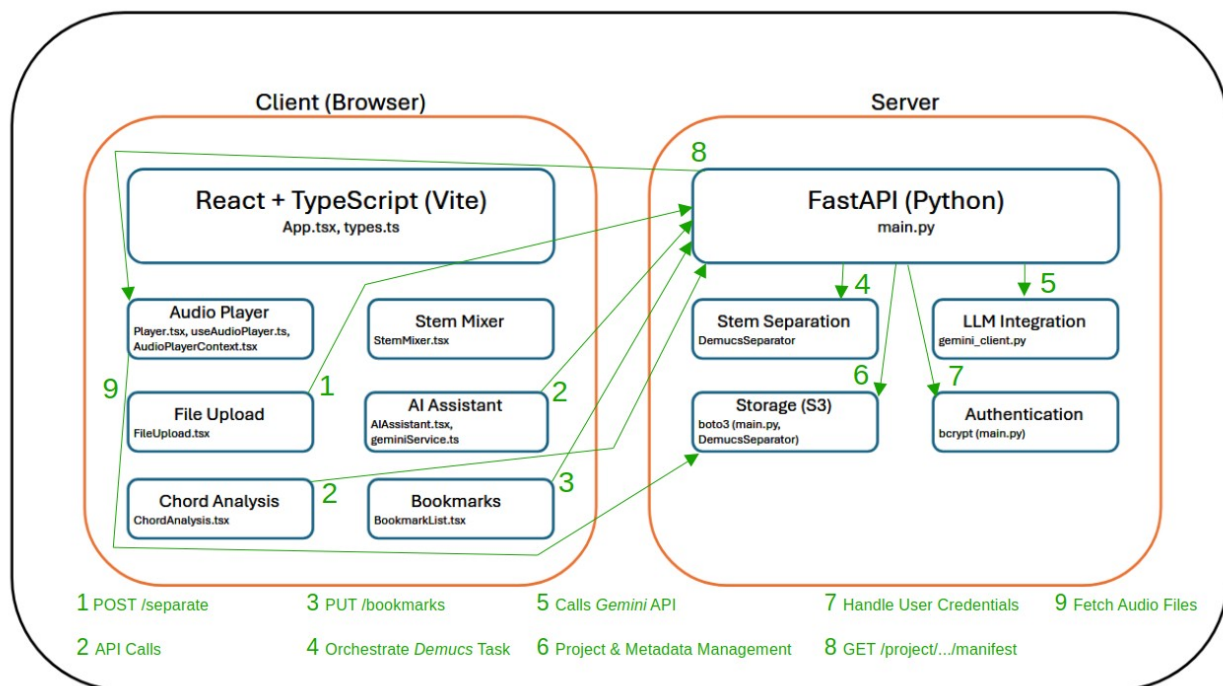 Client (Browser)
Server
8
React + TypeScript (Vite)
App.tsx, types.ts
FastAPI (Python)
main.py
4
5
Audio Player
Player.tsx, useAudioPlayer.ts,
AudioPlayerContext.tsx
Stem Mixer
StemMixer.tsx
Stem Separation
DemucsSeparator
LLM Integration
gemini_client.py
9
1
2
6
7
File Upload
FileUpload.tsx
AI Assistant
AIAssistant.tsx,
geminiService.ts
Storage (S3)
boto3 (main.py,
DemucsSeparator)
Authentication
bcrypt (main.py)
2
3
Chord Analysis
ChordAnalysis.tsx
Bookmarks
BookmarkList.tsx
1 POST /separate
3 PUT /bookmarks
5 Calls Gemini API
7 Handle User Credentials
9 Fetch Audio Files
2 API Calls
4 Orchestrate Demucs Task
6 Project & Metadata Management
8 GET /project/.../manifest